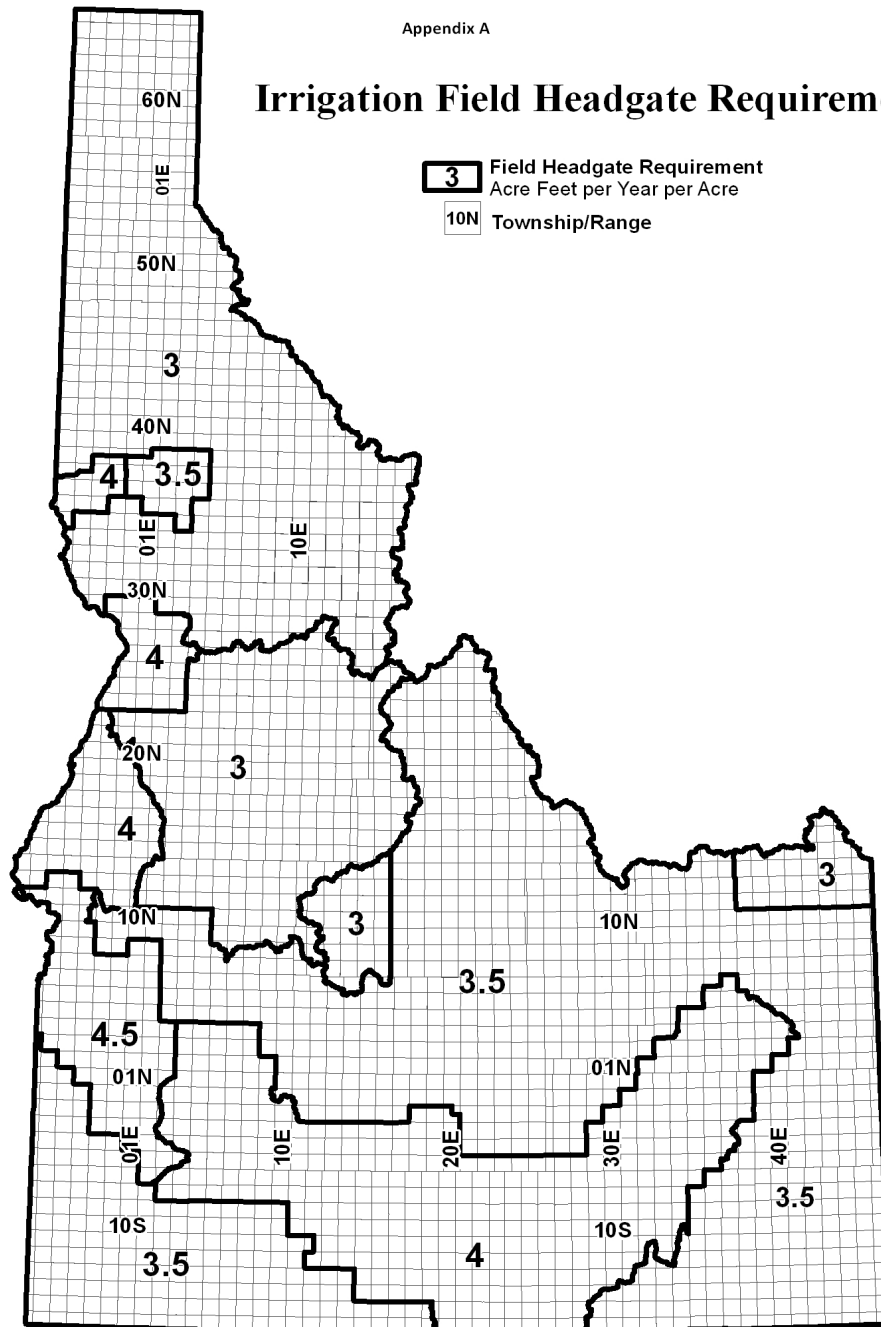 Appendix A
Irrigation Field Headgate Requirem
3 Field Headgate Requirement
Acre Feet per Year per Acre
10N Township/Range
60N
01E
50N
3
40N
4
3.5
01E
10E
30N
4
20N
3
4
3
10N
3
10N
3.5
4.5
01N
01N
01E
10E
20E
30E
40E
3.5
10S
10S
3.5
4